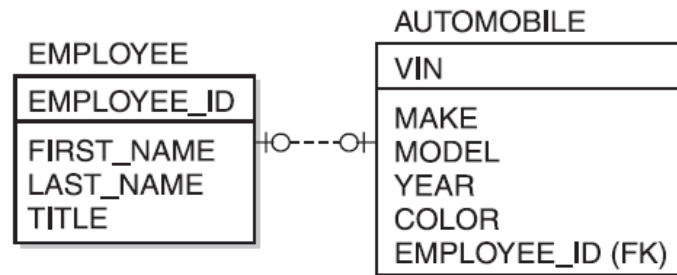 EMPLOYEE
EMPLOYEE_ID
FIRST_NAME
LAST_NAME
TITLE
AUTOMOBILE
VIN
MAKE
MODEL
YEAR
COLOR
EMPLOYEE_ID (FK)